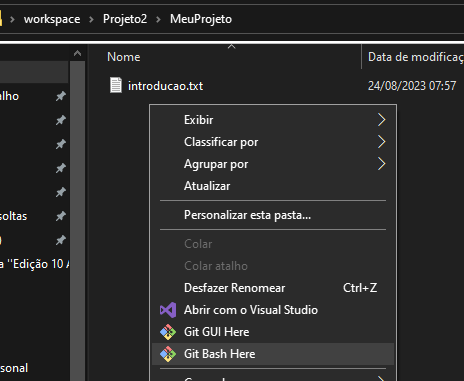 workspace > Projeto2 > MeuProjeto
Nome
Data de modificaç
introducao.txt
24/08/2023 07:57
alho
soltas
)
a "Edição 10 A
sonal
Exibir
Classificar por
Agrupar por
Atualizar
Personalizar esta pasta...
Colar
Colar atalho
Desfazer Renomear Ctrl+Z
Abrir com o Visual Studio
Git GUI Here
Git Bash Here